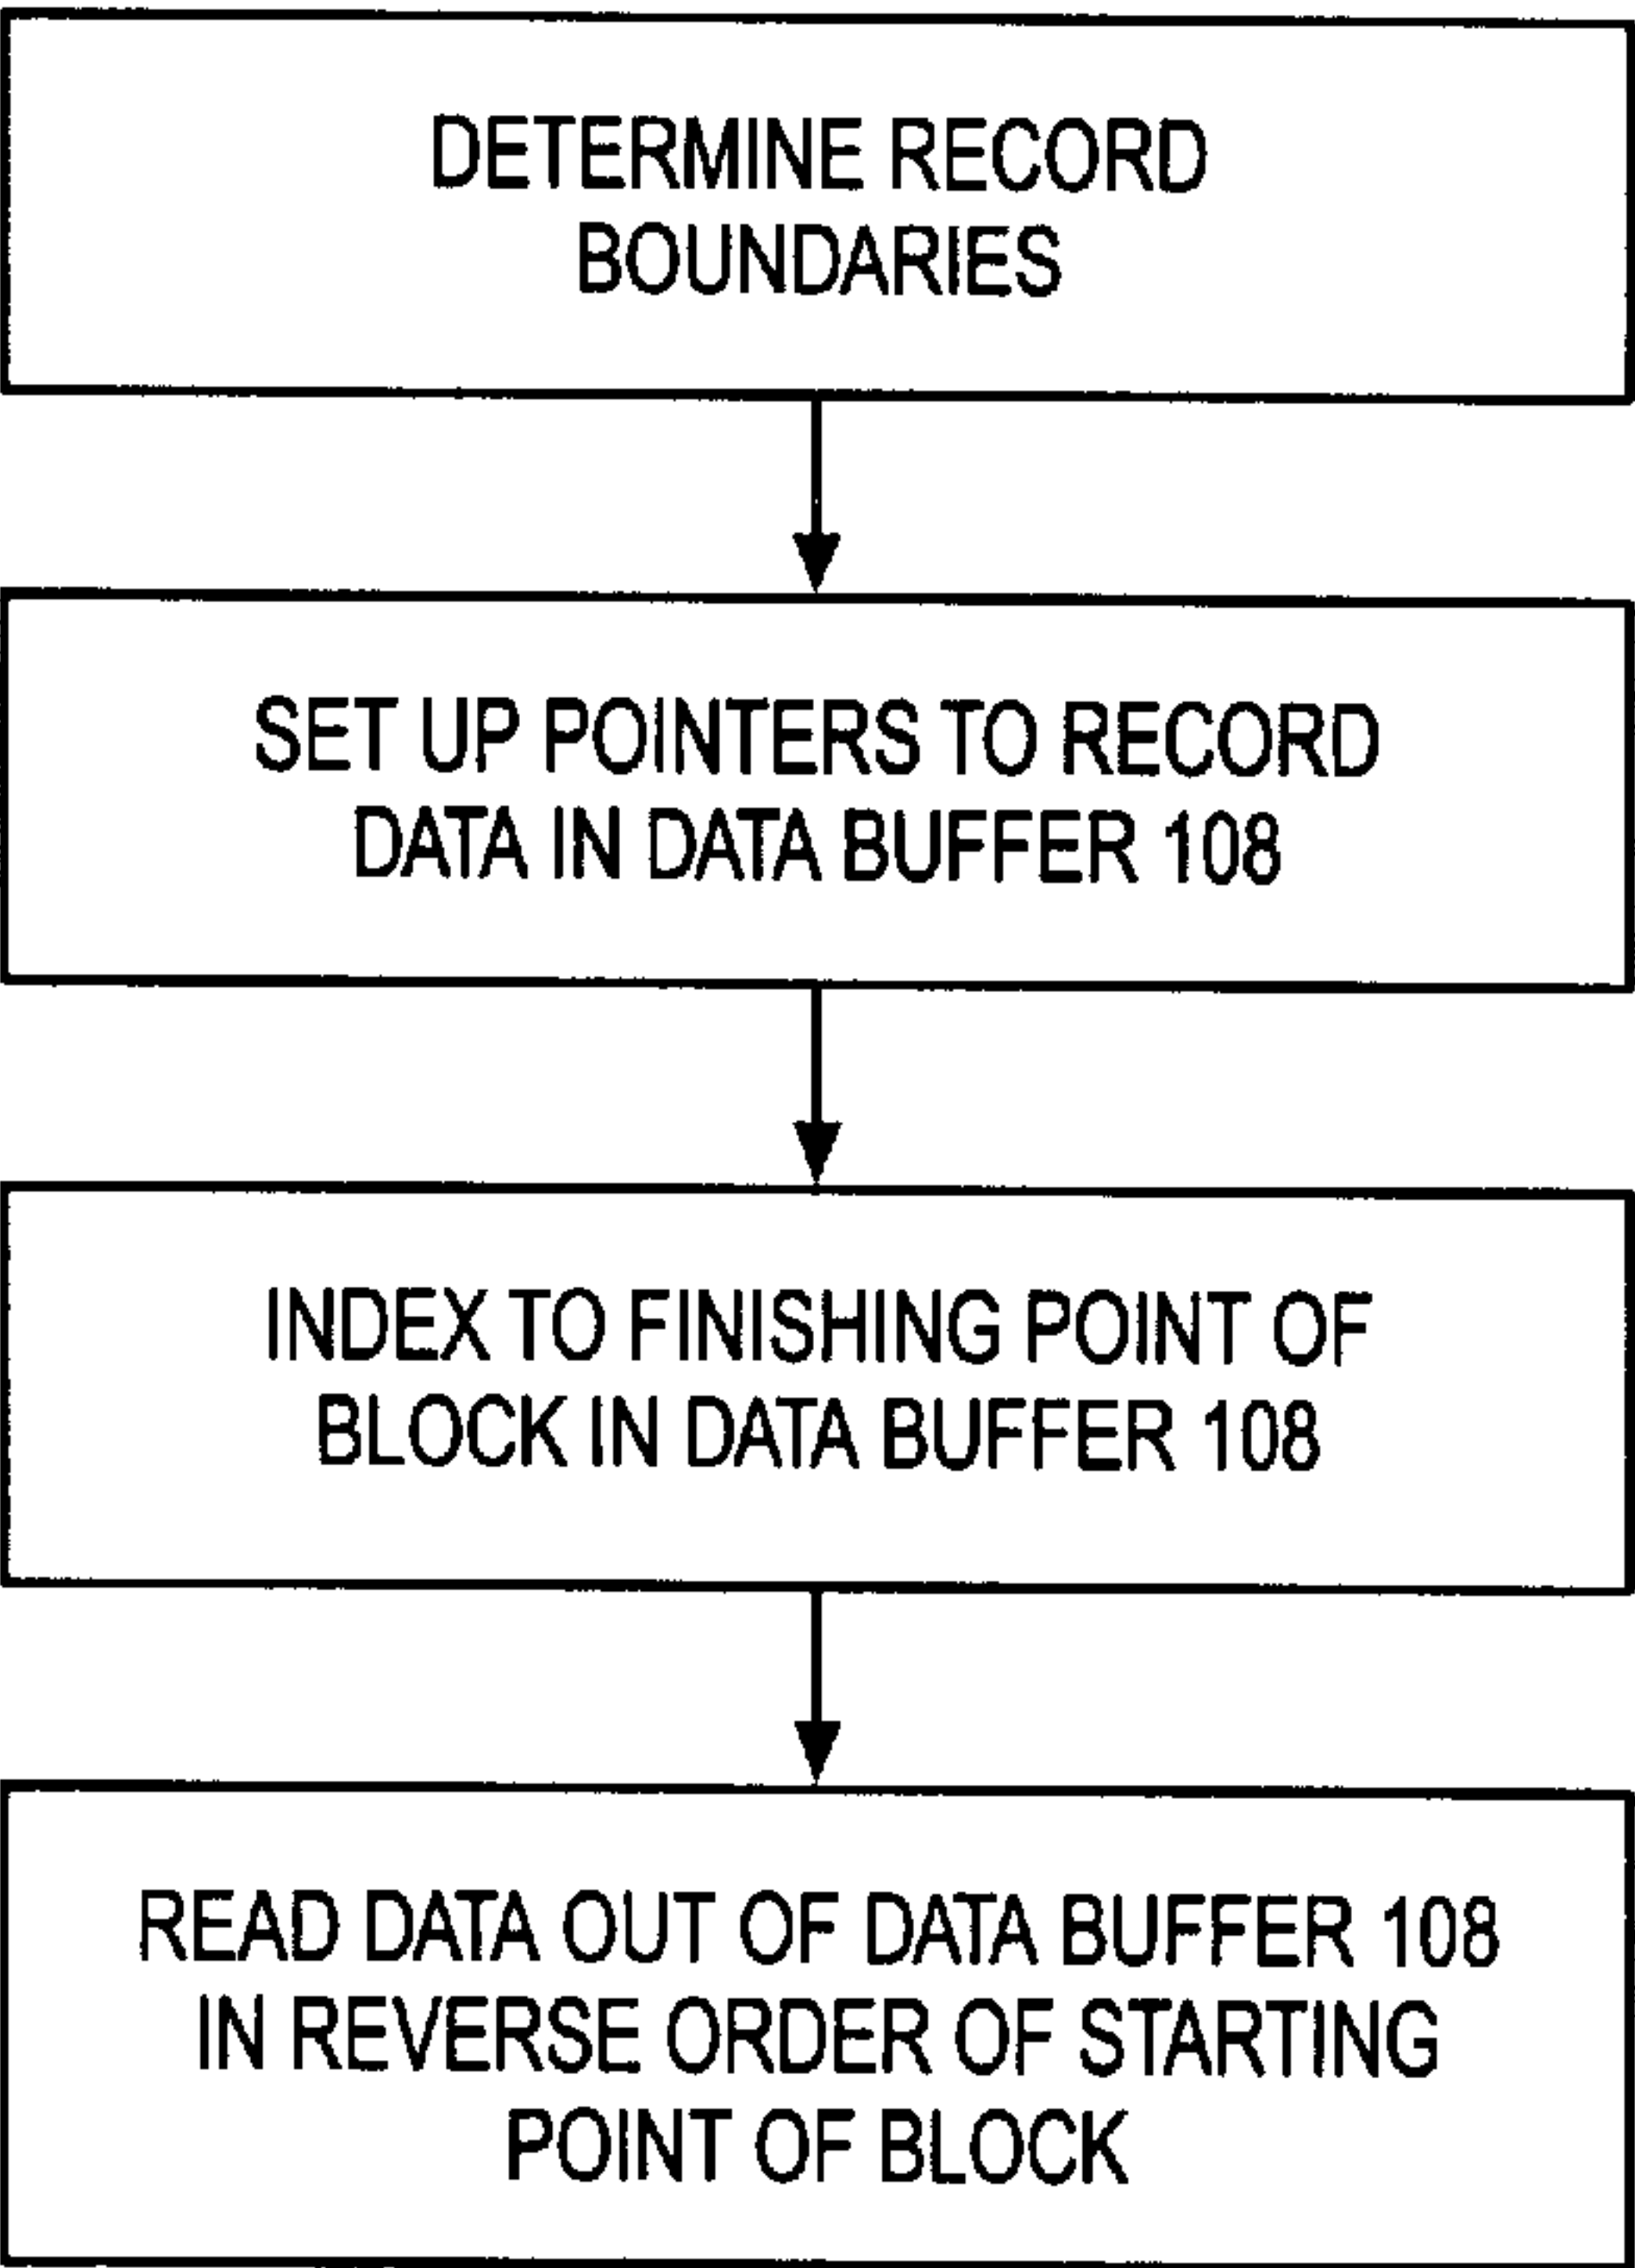 DETERMINE RECORD
BOUNDARIES
SET UP POINTERS TO RECORD
DATA IN DATA BUFFER 108
INDEX TO FINISHING POINT OF
BLOCK IN DATA BUFFER 108
READ DATA OUT OF DATA BUFFER 108
IN REVERSE ORDER OF STARTING
POINT OF BLOCK